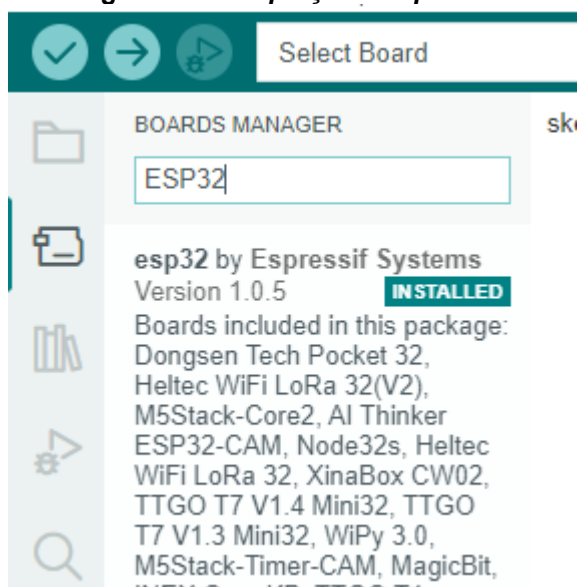 Select Board
BOARDS MANAGER
ESP32
esp32 by Espressif Systems
Version 1.0.5 INSTALLED
Boards included in this package:
Dongsen Tech Pocket 32,
Heltec WiFi LoRa 32(V2),
M5Stack-Core2, AI Thinker
ESP32-CAM, Node32s, Heltec
WiFi LoRa 32, XinaBox CW02,
TTGO T7 V1.4 Mini32, TTGO
T7 V1.3 Mini32, WiPy 3.0,
M5Stack-Timer-CAM, MagicBit,